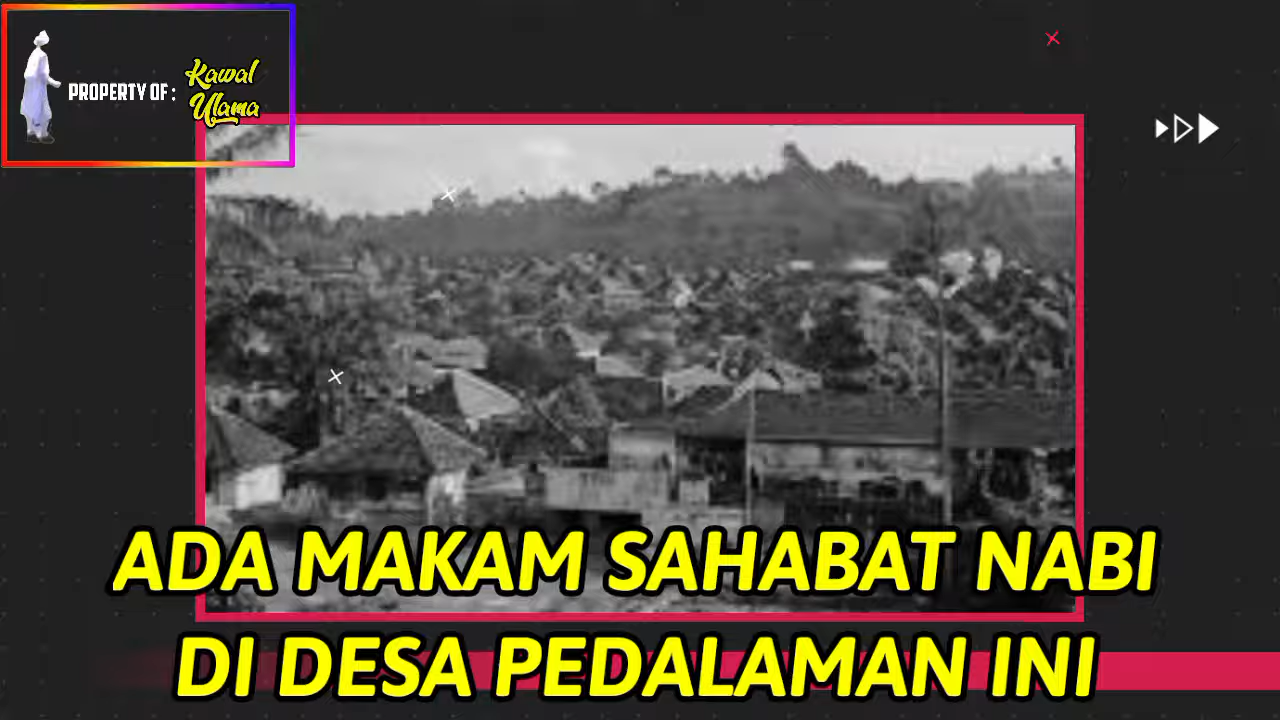 PROPERTY OF : Kawal
Ulama
ADA MAKAM SAHABAT NABI
DI DESA PEDALAMAN INI